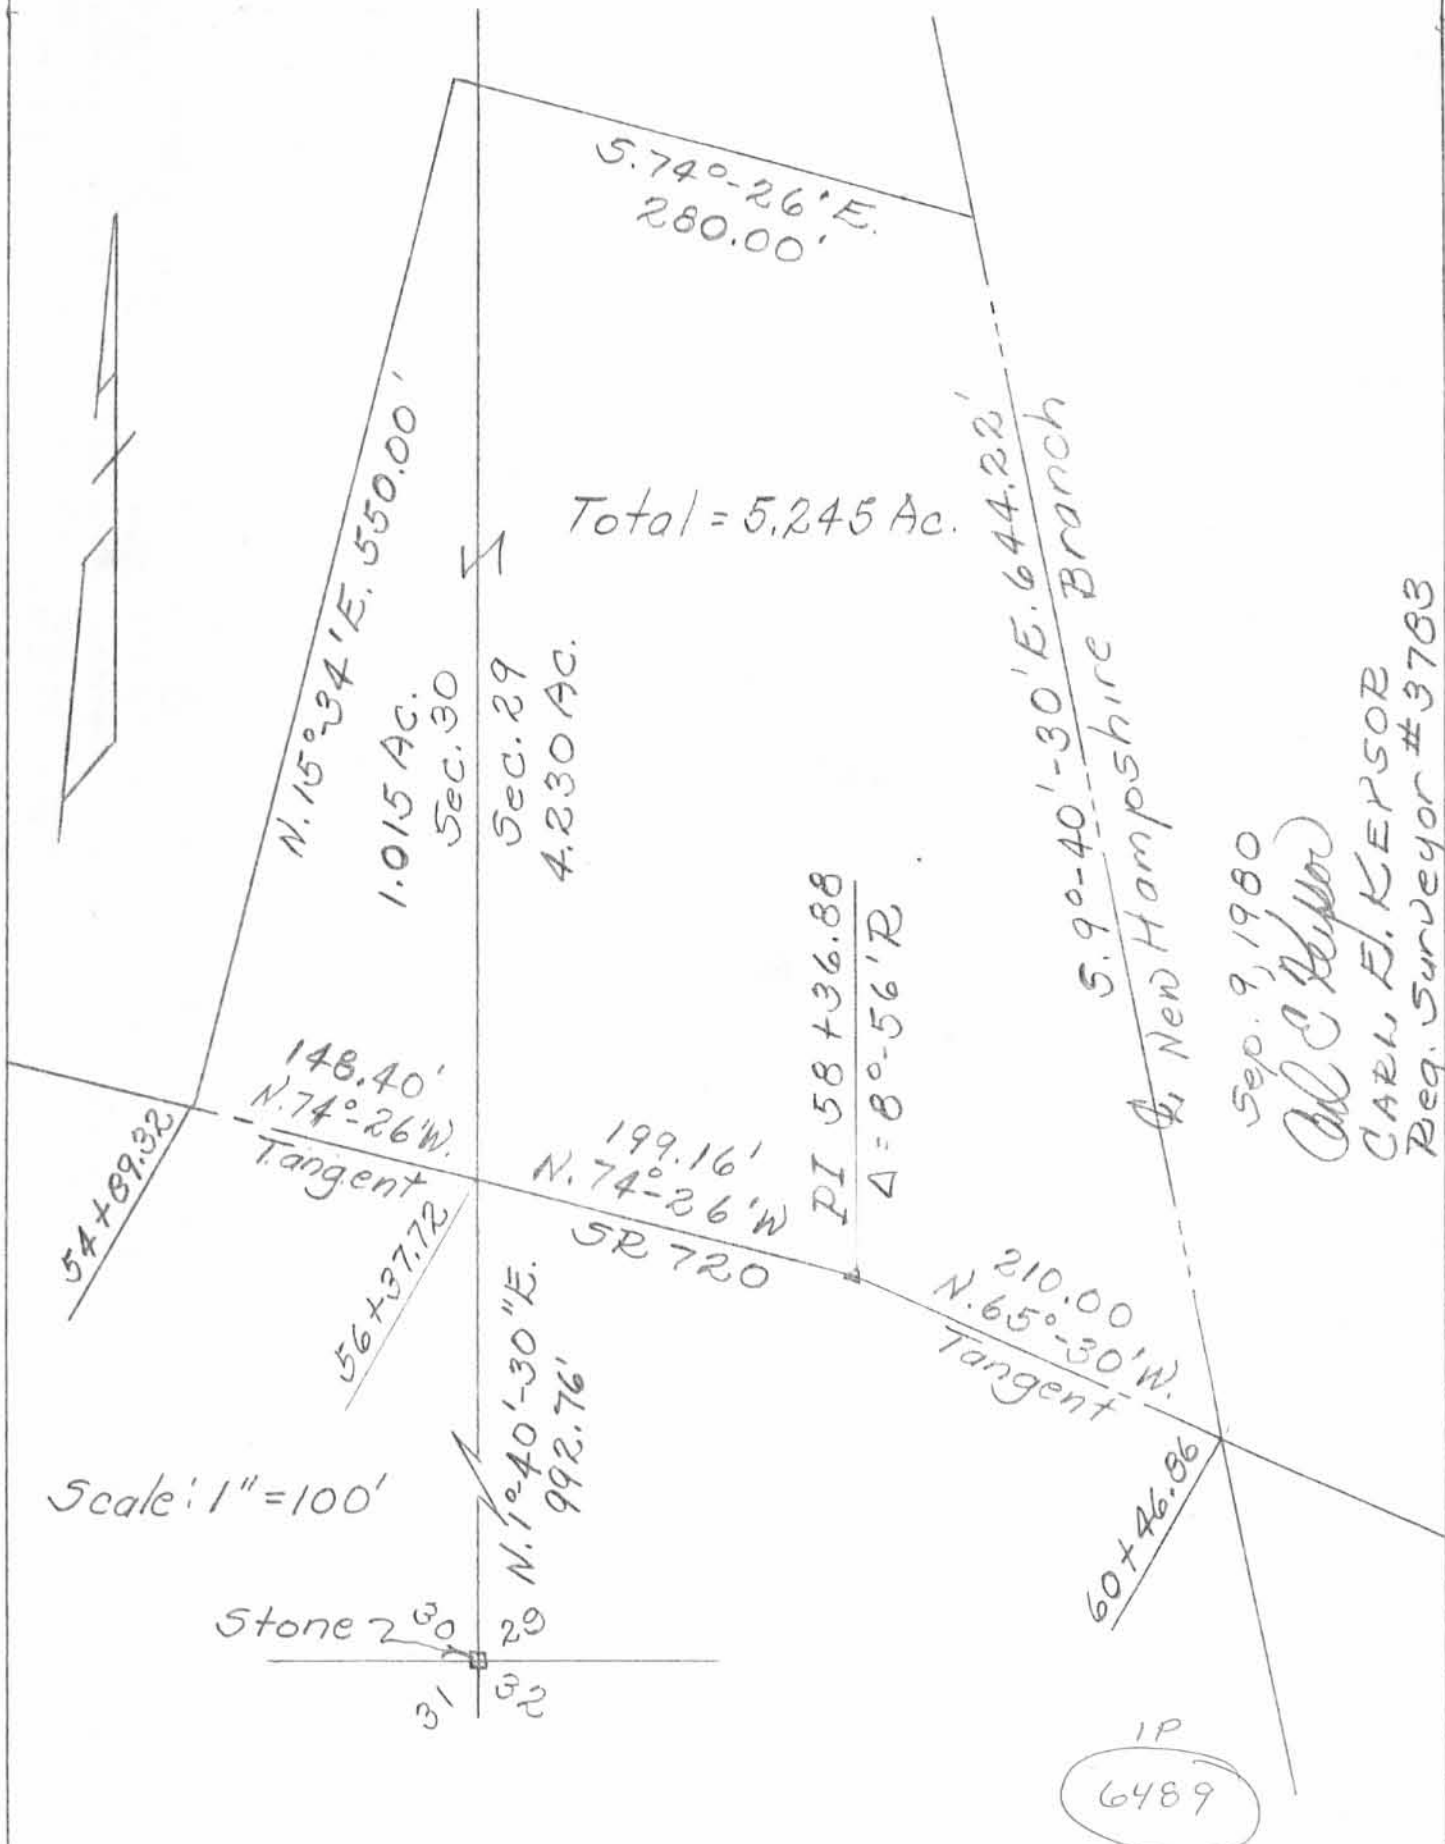 S.74°-26'E.
280.00'
N.15°-34'E. 550.00'
Total = 5.245 Ac.
1.015 Ac.
Sec.30
Sec.29
4.230 Ac.
S.9°-40'-30'E. 644.22'
℄ New Hampshire Branch
PI 58+36.88
Δ=8°-56'R
148.40'
N.74°-26'W.
Tangent
199.16'
N.74°-26'W
SR 720
210.00
N.65°-30'W.
Tangent
54+89.32
56+37.72
60+46.86
N.1°-40'-30"E.
992.76'
Scale: 1"=100'
Stone
30 29
31 32
Sep. 9, 1980
Carl E Keysor
CARL E. KEYSOR
Reg. Surveyor #3783
IP
6489